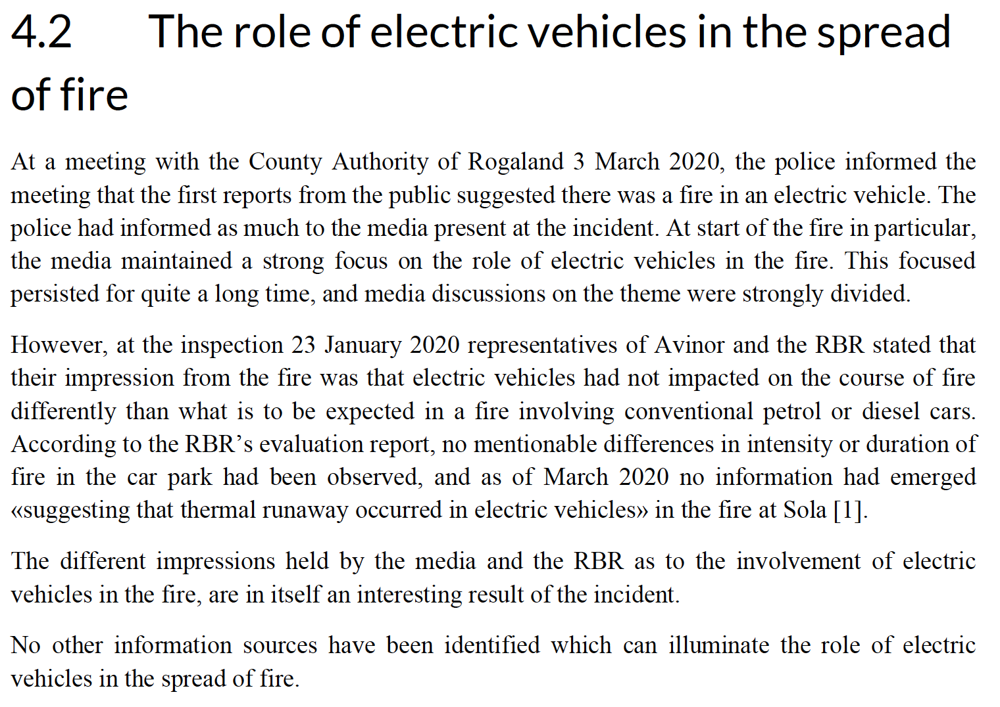 4.2 The role of electric vehicles in the spread
of fire
At a meeting with the County Authority of Rogaland 3 March 2020, the police informed the
meeting that the first reports from the public suggested there was a fire in an electric vehicle. The
police had informed as much to the media present at the incident. At start of the fire in particular,
the media maintained a strong focus on the role of electric vehicles in the fire. This focused
persisted for quite a long time, and media discussions on the theme were strongly divided.
However, at the inspection 23 January 2020 representatives of Avinor and the RBR stated that
their impression from the fire was that electric vehicles had not impacted on the course of fire
differently than what is to be expected in a fire involving conventional petrol or diesel cars.
According to the RBR’s evaluation report, no mentionable differences in intensity or duration of
fire in the car park had been observed, and as of March 2020 no information had emerged
«suggesting that thermal runaway occurred in electric vehicles» in the fire at Sola [1].
The different impressions held by the media and the RBR as to the involvement of electric
vehicles in the fire, are in itself an interesting result of the incident.
No other information sources have been identified which can illuminate the role of electric
vehicles in the spread of fire.